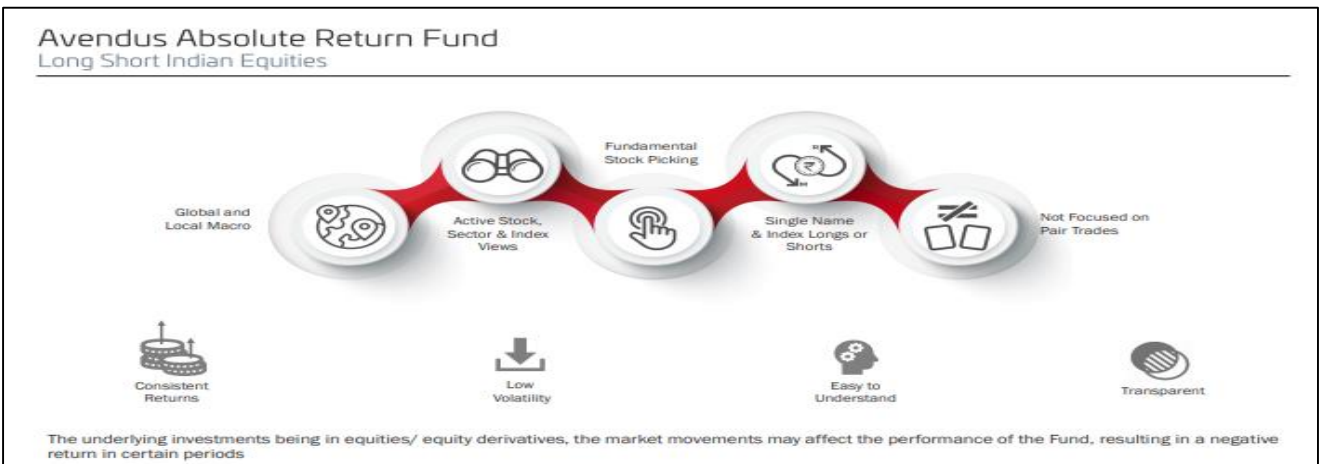 Avendus Absolute Return Fund
Long Short Indian Equities
Global and
Local Macro
Active Stock,
Sector & Index
Views
Fundamental
Stock Picking
Single Name
& Index Longs or
Shorts
Not Focused on
Pair Trades
Consistent
Returns
Low
Volatility
Easy to
Understand
Transparent
The underlying investments being in equities/ equity derivatives, the market movements may affect the performance of the Fund, resulting in a negative
return in certain periods